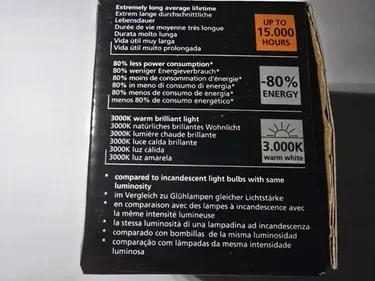 Extremely long average lifetime
Extrem lange durchschnittliche
Lebensdauer
Durée de vie moyenne très longue
Durata molto lunga
Vida útil muy larga
Vida útil muito prolongada
UP TO
15.000
HOURS
80% less power consumption*
80% weniger Energieverbrauch*
80% moins de consommation d'énergie*
80% in meno di consumo di energia*
80% menos de consumo de energía*
menos 80% de consumo de energético*
-80%
ENERGY
3000K warm brilliant light
3000K natürliches brillantes Wohnlicht
3000K lumière chaude brillante
3000K luce calda brillante
3000K luz cálida
3000K luz amarela
3.000K
warm white
* compared to incandescent light bulbs with same
luminosity
* im Vergleich zu Glühlampen gleicher Lichtstärke
* en comparaison avec des lampes à incandescence avec
la même intensité lumineuse
* la stessa luminosità di una lampadina ad incandescenza
* comparado con bombillas de la misma luminosidad
* comparação com lâmpadas da mesma intensidade
luminosa